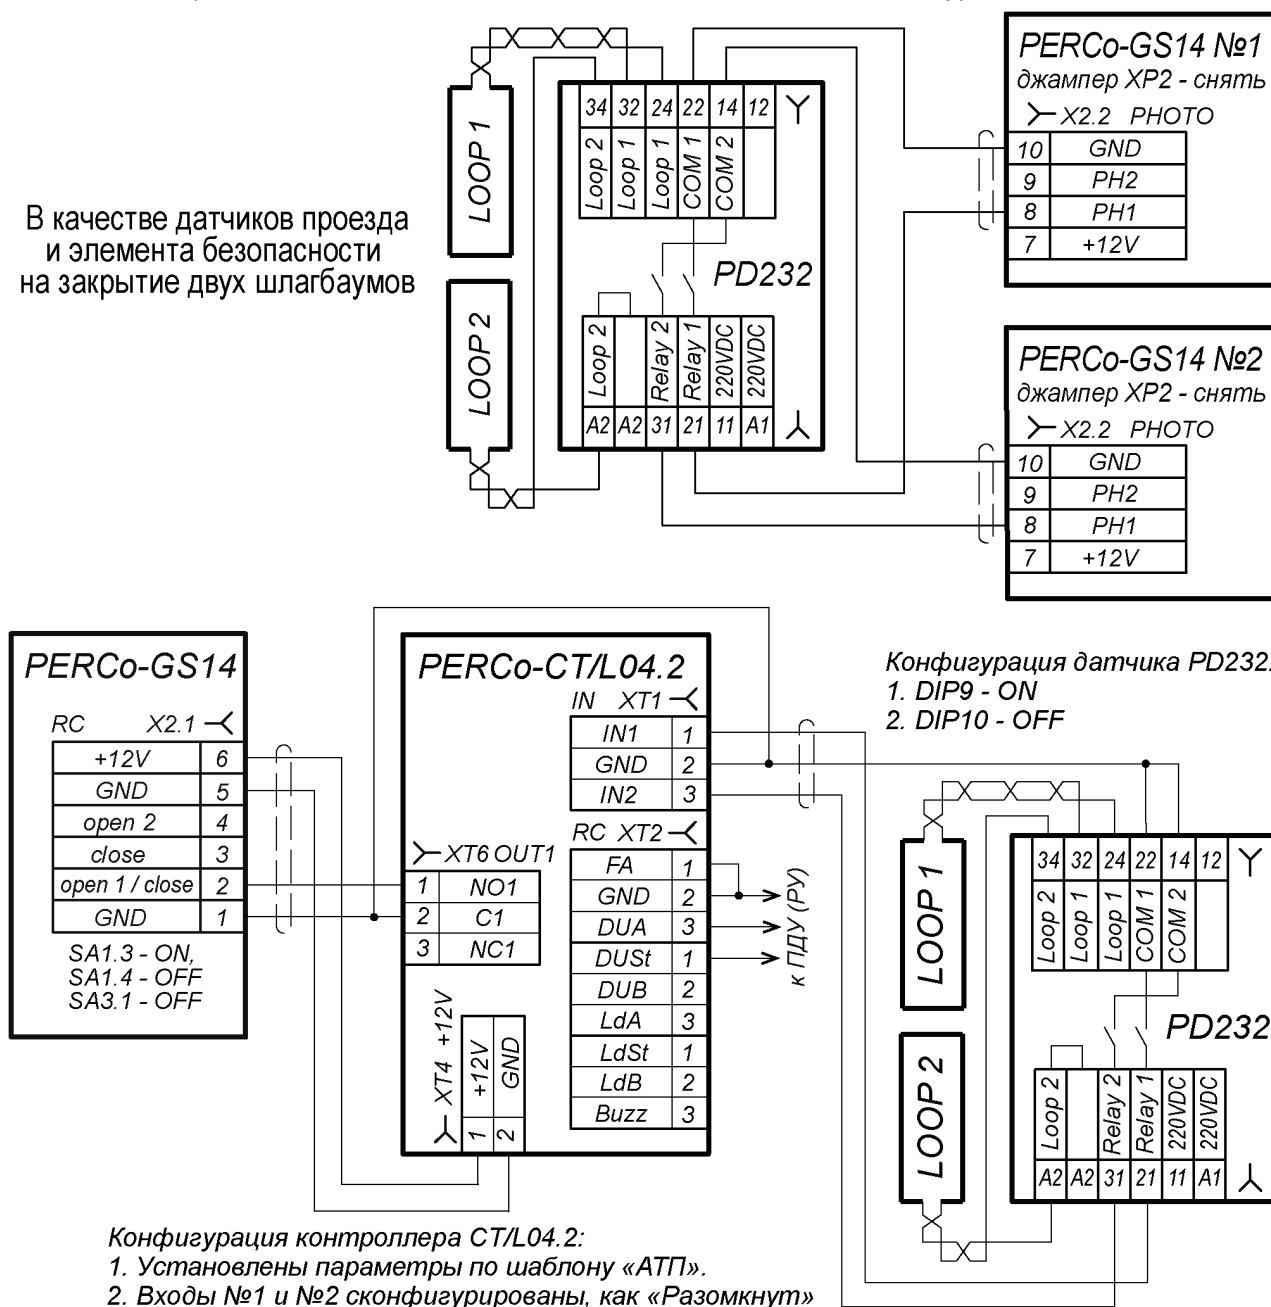 PERCo-GS14 №1
джампер XP2 - снять
X2.2 PHOTO
10 GND
9 PH2
8 PH1
7 +12V
LOOP 1
34 32 24 22 14 12
Loop 2 Loop 1 Loop 1 COM 1 COM 2
PD232
Loop 2 Relay 2 Relay 1 220VDC 220VDC
A2 A2 31 21 11 A1
LOOP 2
В качестве датчиков проезда
и элемента безопасности
на закрытие двух шлагбаумов
PERCo-GS14 №2
джампер XP2 - снять
X2.2 PHOTO
10 GND
9 PH2
8 PH1
7 +12V
PERCo-GS14
RC X2.1
+12V 6
GND 5
open 2 4
close 3
open 1 / close 2
GND 1
SA1.3 - ON,
SA1.4 - OFF
SA3.1 - OFF
PERCo-CT/L04.2
IN XT1
IN1 1
GND 2
IN2 3
RC XT2
FA 1
GND 2
DUA 3
DUSt 1
DUB 2
LdA 3
LdSt 1
LdB 2
Buzz 3
XT6 OUT1
1 NO1
2 C1
3 NC1
XT4 +12V
+12V GND
1 2
к ПДУ (РУ)
Конфигурация датчика PD232.
1. DIP9 - ON
2. DIP10 - OFF
LOOP 1
34 32 24 22 14 12
Loop 2 Loop 1 Loop 1 COM 1 COM 2
PD232
Loop 2 Relay 2 Relay 1 220VDC 220VDC
A2 A2 31 21 11 A1
LOOP 2
Конфигурация контроллера CT/L04.2:
1. Установлены параметры по шаблону «АТП».
2. Входы №1 и №2 сконфигурированы, как «Разомкнут»